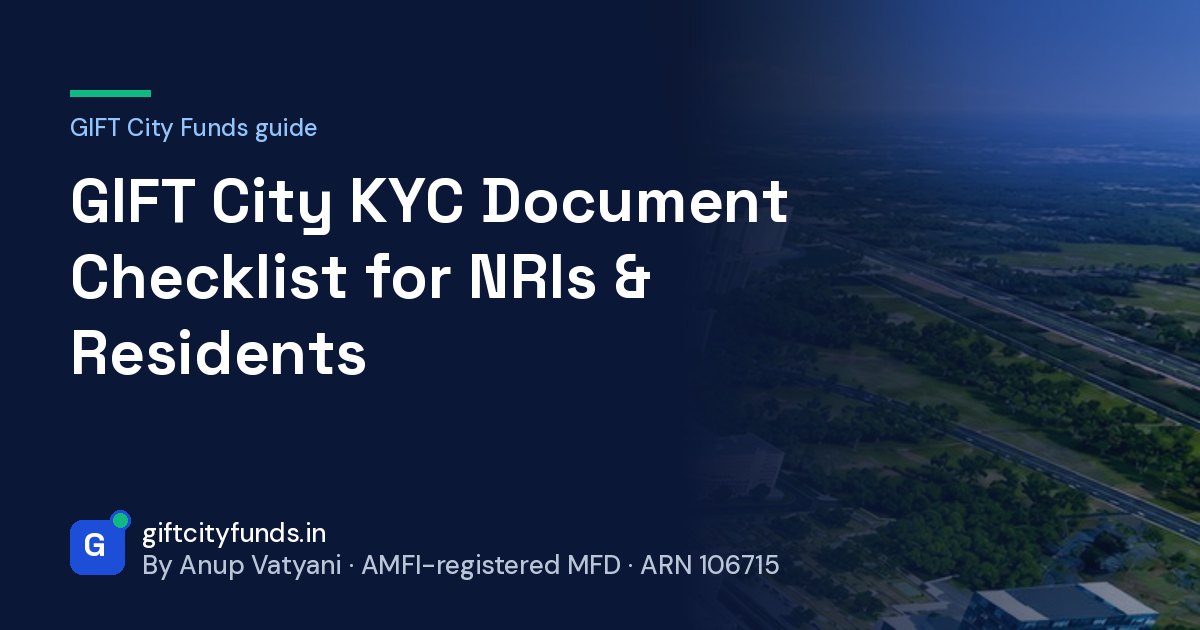 GIFT City Funds guide
GIFT City KYC Document
Checklist for NRIs &
Residents
G
giftcityfunds.in
By Anup Vatyani · AMFI-registered MFD · ARN 106715